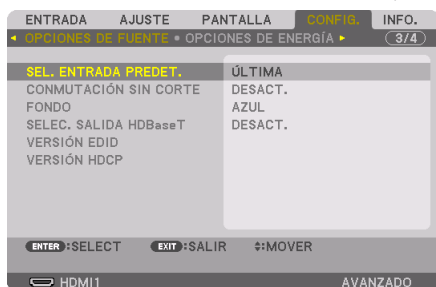 ENTRADA AJUSTE PANTALLA CONFIG. INFO.
OPCIONES DE FUENTE • OPCIONES DE ENERGÍA 3/4
SEL. ENTRADA PREDET. ÚLTIMA
CONMUTACIÓN SIN CORTE DESACT.
FONDO AZUL
SELEC. SALIDA HDBaseT DESACT.
VERSIÓN EDID
VERSIÓN HDCP
ENTER :SELECT EXIT :SALIR :MOVER
HDMI1 AVANZADO